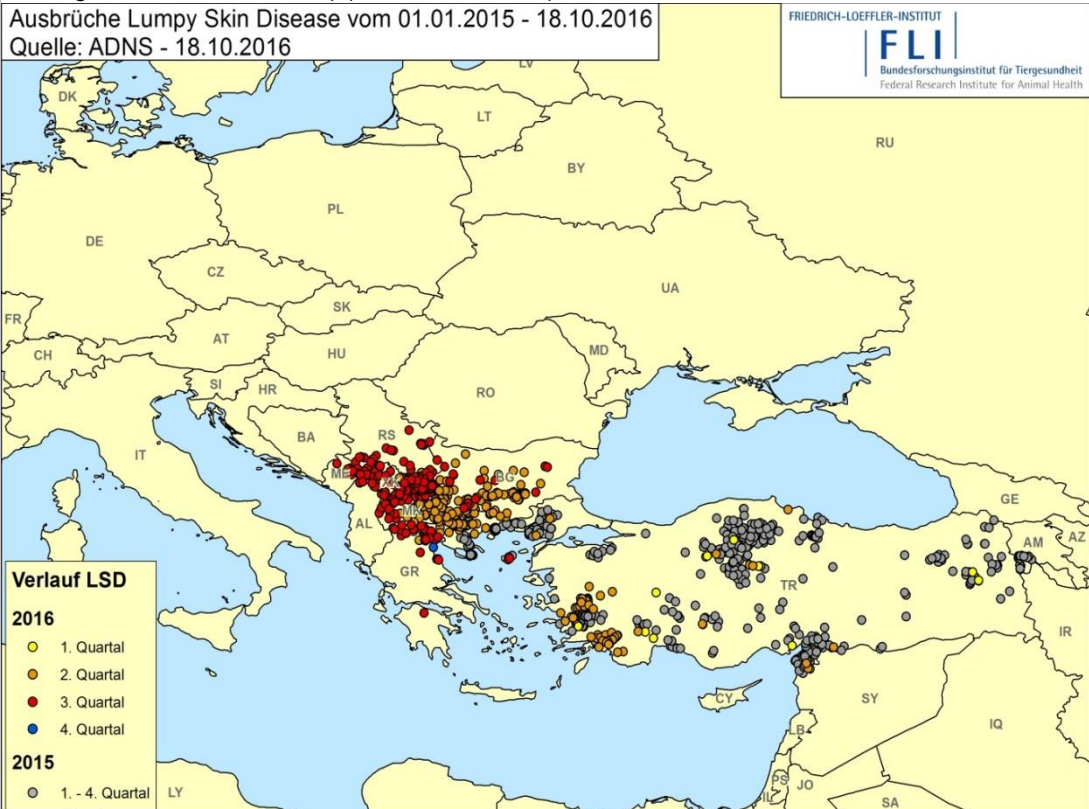 Ausbrüche Lumpy Skin Disease vom 01.01.2015 - 18.10.2016
Quelle: ADNS - 18.10.2016
FRIEDRICH-LOEFFLER-INSTITUT
FLI
Bundesforschungsinstitut für Tiergesundheit
Federal Research Institute for Animal Health
LV
DK
LT
RU
BY
PL
DE
CZ
UA
SK
FR
AT
MD
CH
HU
SI
HR
RO
BA
RS
IT
ME
XK
BG
MK
GE
AL
AM
AZ
GR
TR
IR
CY
SY
LB
IQ
PS
JO
IL
SA
LY
Verlauf LSD
2016
1. Quartal
2. Quartal
3. Quartal
4. Quartal
2015
1. - 4. Quartal